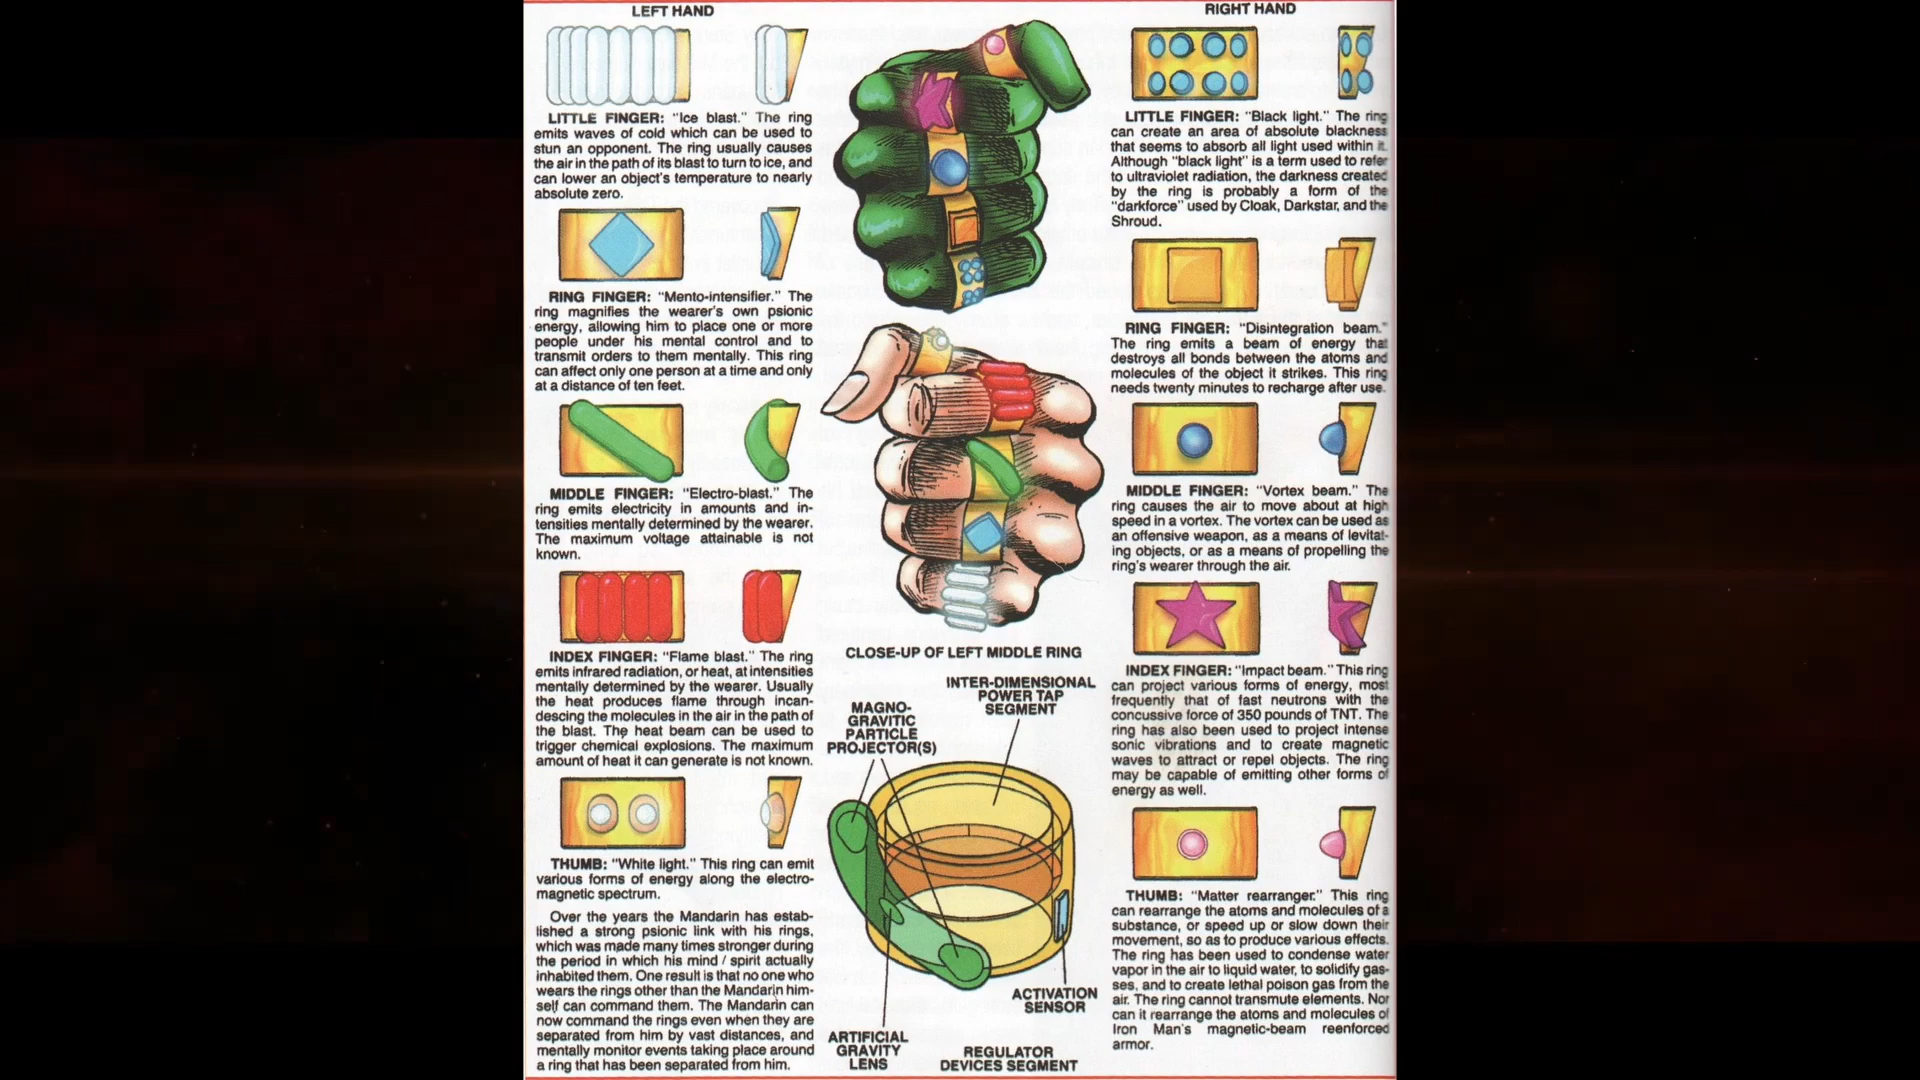 LEFT HAND
LITTLE FINGER: "Ice blast." The ring
emits waves of cold which can be used to
stun an opponent. The ring usually causes
the air in the path of its blast to turn to ice, and
can lower an object's temperature to nearly
absolute zero.
RING FINGER: "Mento-intensifier." The
ring magnifies the wearer's own psionic
energy, allowing him to place one or more
people under his mental control and to
transmit orders to them mentally. This ring
can affect only one person at a time and only
at a distance of ten feet.
MIDDLE FINGER: "Electro-blast." The
ring emits electricity in amounts and in-
tensities mentally determined by the wearer.
The maximum voltage attainable is not
known.
INDEX FINGER: "Flame blast." The ring
emits infrared radiation, or heat, at intensities
mentally determined by the wearer. Usually
the heat produces flame through incan-
descing the molecules in the air in the path of
the blast. The heat beam can be used to
trigger chemical explosions. The maximum
amount of heat it can generate is not known.
THUMB: "White light." This ring can emit
various forms of energy along the electro-
magnetic spectrum.
Over the years the Mandarin has estab-
lished a strong psionic link with his rings,
which was made many times stronger during
the period in which his mind / spirit actually
inhabited them. One result is that no one who
wears the rings other than the Mandarin him-
self can command them. The Mandarin can
now command the rings even when they are
separated from him by vast distances, and
mentally monitor events taking place around
a ring that has been separated from him.
CLOSE-UP OF LEFT MIDDLE RING
INTER-DIMENSIONAL
POWER TAP
SEGMENT
MAGNO-
GRAVITIC
PARTICLE
PROJECTOR(S)
ACTIVATION
SENSOR
ARTIFICIAL
GRAVITY
LENS
REGULATOR
DEVICES SEGMENT
RIGHT HAND
LITTLE FINGER: "Black light." The ring
can create an area of absolute blackness
that seems to absorb all light used within it.
Although "black light" is a term used to refer
to ultraviolet radiation, the darkness created
by the ring is probably a form of the
"darkforce" used by Cloak, Darkstar, and the
Shroud.
RING FINGER: "Disintegration beam."
The ring emits a beam of energy that
destroys all bonds between the atoms and
molecules of the object it strikes. This ring
needs twenty minutes to recharge after use.
MIDDLE FINGER: "Vortex beam." The
ring causes the air to move about at high
speed in a vortex. The vortex can be used as
an offensive weapon, as a means of levitat-
ing objects, or as a means of propelling the
ring's wearer through the air.
INDEX FINGER: "Impact beam." This ring
can project various forms of energy, most
frequently that of fast neutrons with the
concussive force of 350 pounds of TNT. The
ring has also been used to project intense
sonic vibrations and to create magnetic
waves to attract or repel objects. The ring
may be capable of emitting other forms of
energy as well.
THUMB: "Matter rearranger." This ring
can rearrange the atoms and molecules of a
substance, or speed up or slow down their
movement, so as to produce various effects.
The ring has been used to condense water
vapor in the air to liquid water, to solidify gas-
ses, and to create lethal poison gas from the
air. The ring cannot transmute elements. Nor
can it rearrange the atoms and molecules of
Iron Man's magnetic-beam reenforced
armor.